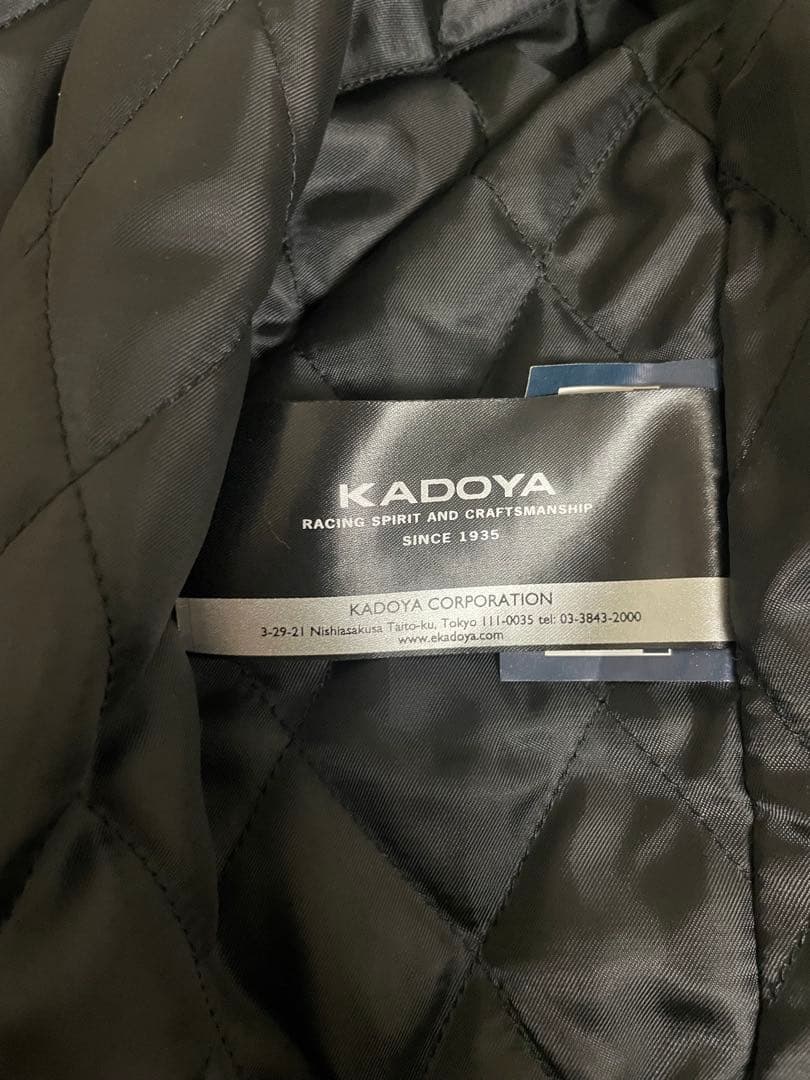 KADOYA
RACING SPIRIT AND CRAFTSMANSHIP
SINCE 1935
KADOYA CORPORATION
3-29-21 Nishiasakusa Taito-ku, Tokyo 111-0035 tel: 03-3843-2000
www.ekadoya.com